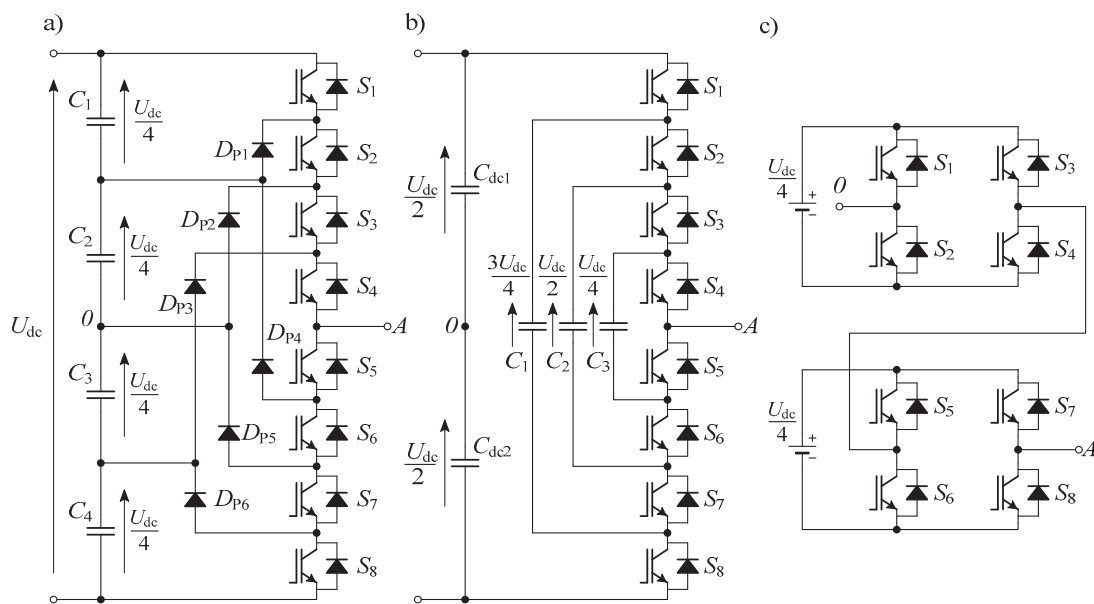 a)
C1
Udc/4
DP1
S1
S2
DP2
S3
C2
Udc/4
DP3
S4
Udc
0
A
DP4
C3
Udc/4
S5
DP5
S6
DP6
S7
C4
Udc/4
S8
b)
S1
S2
Udc/2
Cdc1
S3
3Udc/4
Udc/2
Udc/4
S4
0
A
C1
C2
C3
S5
Udc/2
Cdc2
S6
S7
S8
c)
Udc/4
+
−
0
S1
S3
S2
S4
Udc/4
+
−
S5
S7
A
S6
S8